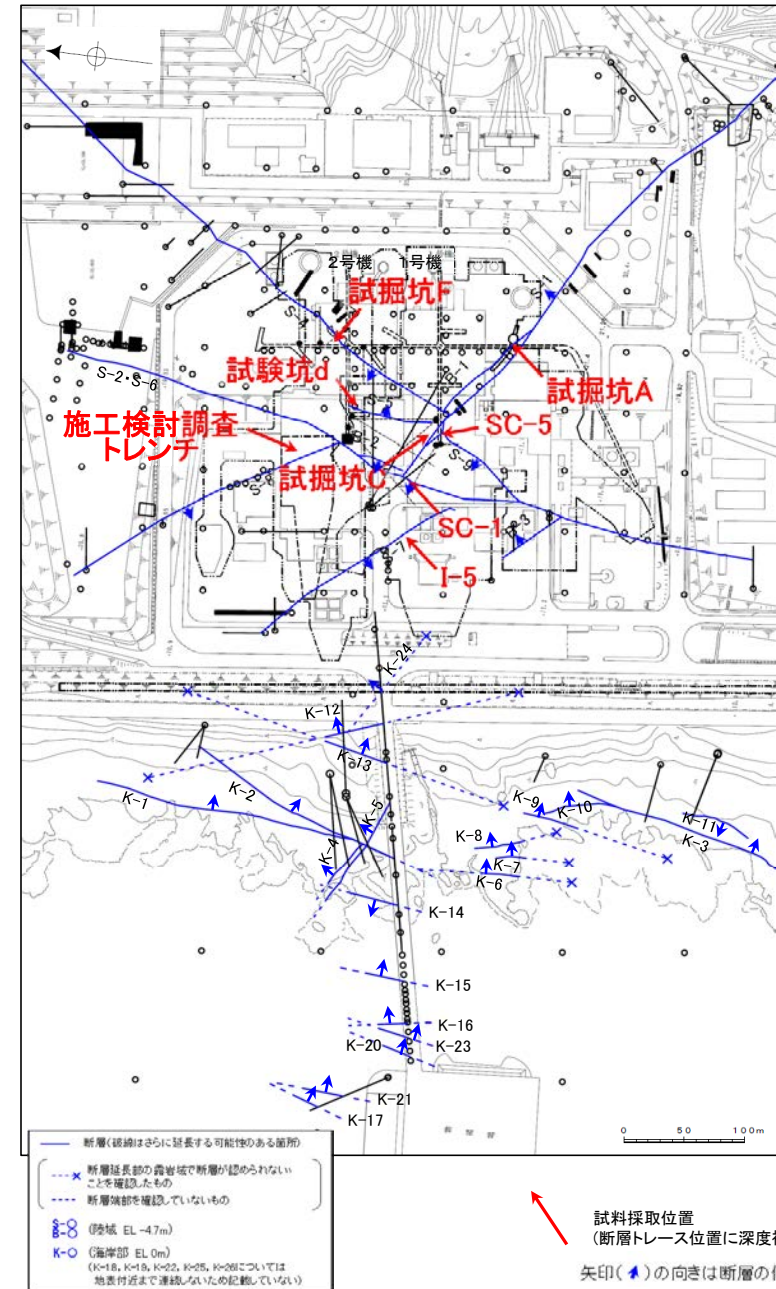 2号機
1号機
試掘坑F
S-4
試験坑d
S-1
B-1
試掘坑A
S-2・S-6
S-5
施工検討調査
トレンチ
SC-5
B-2
試掘坑C
S-9
SC-1
B-3
I-5
S-7
K-24
K-12
K-13
K-1
K-2
K-5
K-4
K-9
K-10
K-11
K-3
K-8
K-7
K-6
K-14
K-15
K-16
K-23
K-20
K-21
K-17
0 50 100m
断層(破線はさらに延長する可能性のある箇所)
断層延長部の露岩域で断層が認められない
ことを確認したもの
断層端部を確認していないもの
S-○
B-○
(陸域 EL -4.7m)
K-○ (海岸部 EL 0m)
(K-18, K-19, K-22, K-25, K-26については
地表付近まで連続しないため記載していない)
試料採取位置
(断層トレース位置に深度
矢印( )の向きは断層の